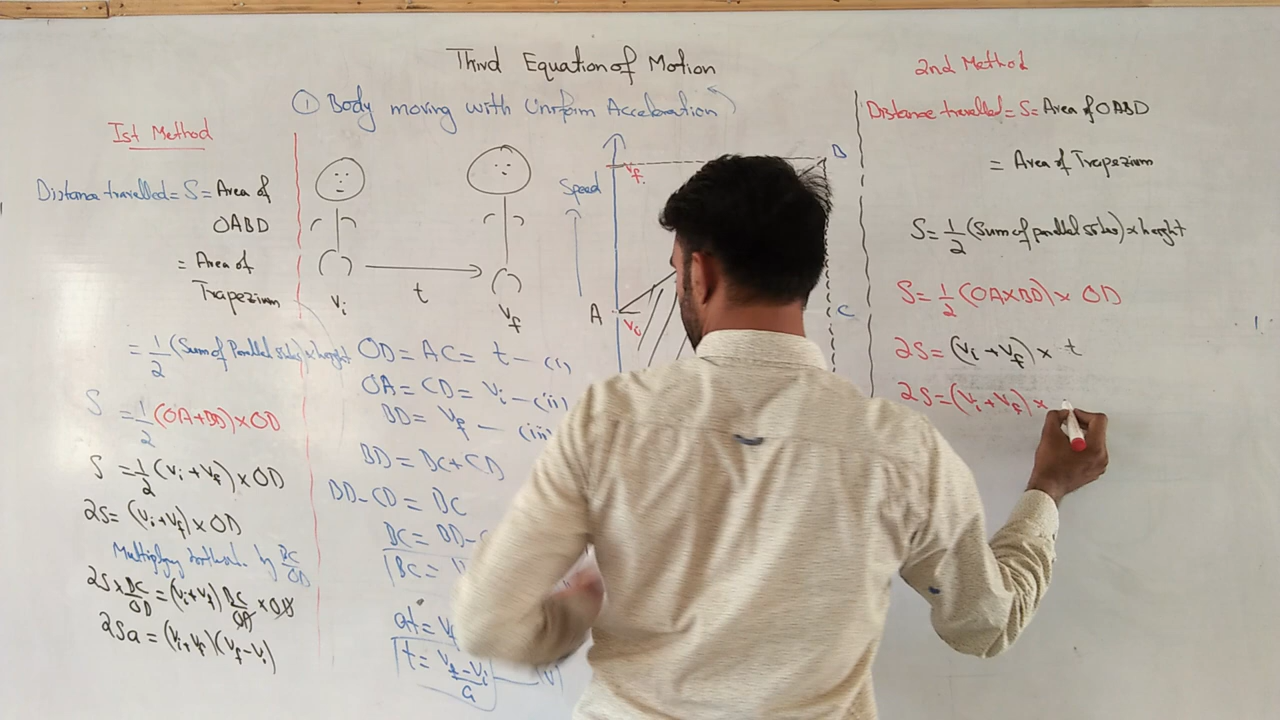 Third Equation of Motion
① Body moving with Uniform Acceleration
Ist Method
Distance travelled = S = Area of
OABD
= Area of
Trapezium
= 1/2 (Sum of Parallel sides) × height
S = 1/2 (OA+BD) × OD
S = 1/2 (Vi + Vf) × OD
2S = (Vi + Vf) × OD
Multiplying by BC/OD
2S × BC/OD = (Vi + Vf) BC/OD × OD
2Sa = (Vi + Vf) (Vf - Vi)
t
Vi
Vf
OD = AC = t — (i)
OA = CD = Vi — (ii)
BD = Vf — (iii)
BD = BC + CD
BD - CD = BC
BC = BD -
BC =
at = Vf
t = Vf - Vi/a
Speed
Vf
B
A
Vi
C
2nd Method
Distance travelled = S = Area of OABD
= Area of Trapezium
S = 1/2 (Sum of parallel sides) × height
S = 1/2 (OA×BD) × OD
2S = (Vi + Vf) × t
2S = (Vi + Vf) ×